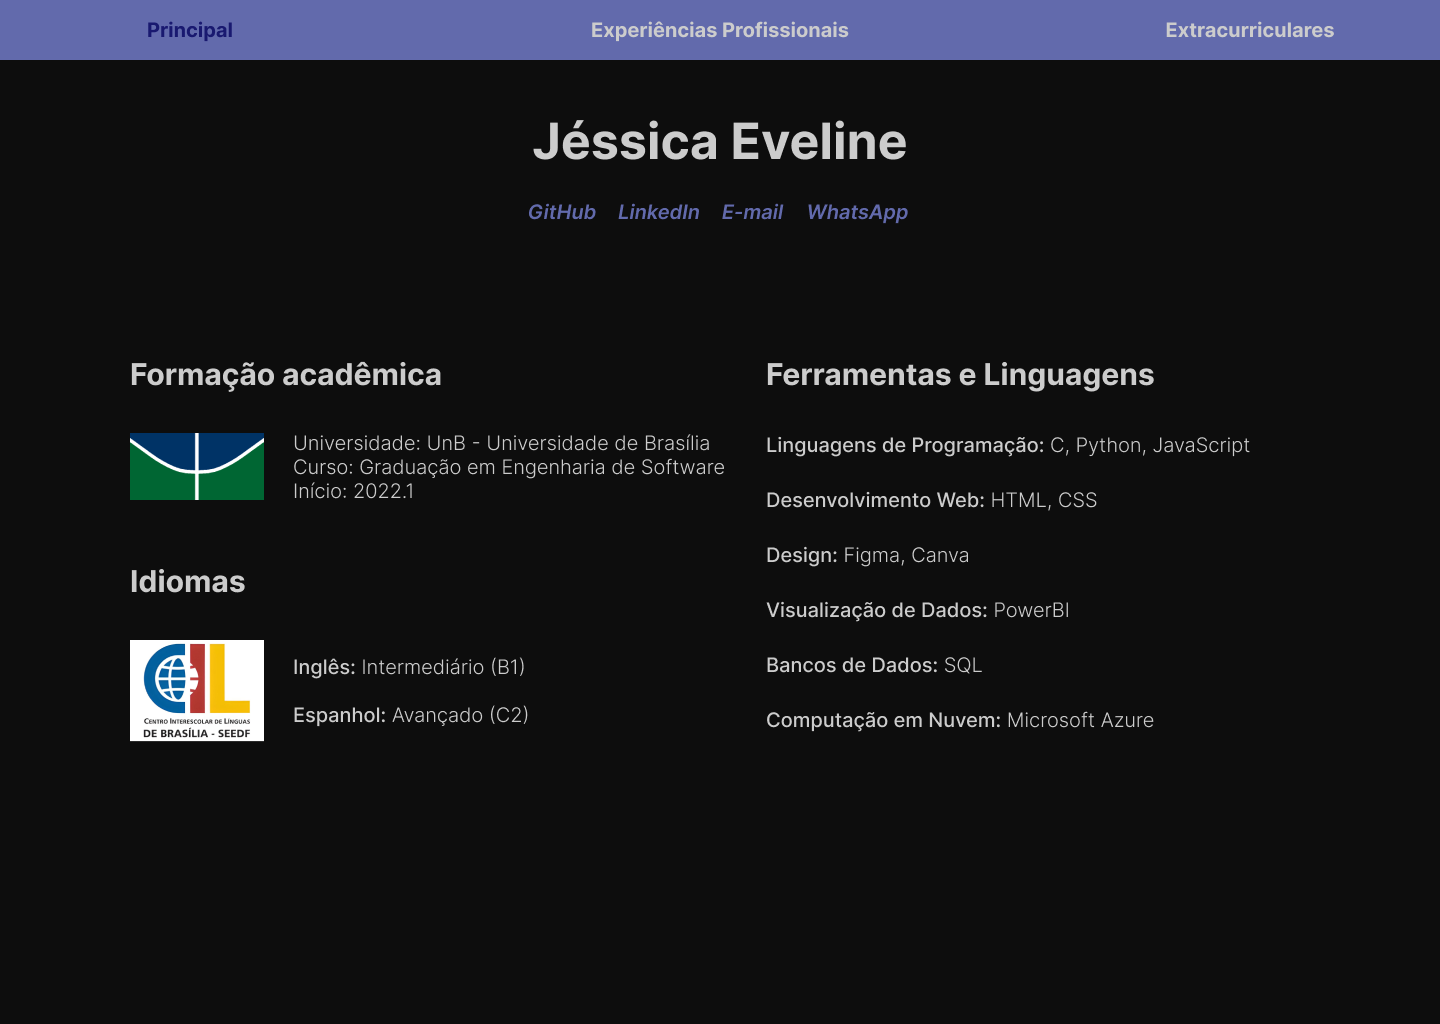 Principal
Experiências Profissionais
Extracurriculares
Jéssica Eveline
GitHub LinkedIn E-mail WhatsApp
Formação acadêmica
Universidade: UnB - Universidade de Brasília
Curso: Graduação em Engenharia de Software
Início: 2022.1
Idiomas
CIL
CENTRO INTERESCOLAR DE LÍNGUAS
DE BRASÍLIA - SEEDF
Inglês: Intermediário (B1)
Espanhol: Avançado (C2)
Ferramentas e Linguagens
Linguagens de Programação: C, Python, JavaScript
Desenvolvimento Web: HTML, CSS
Design: Figma, Canva
Visualização de Dados: PowerBI
Bancos de Dados: SQL
Computação em Nuvem: Microsoft Azure